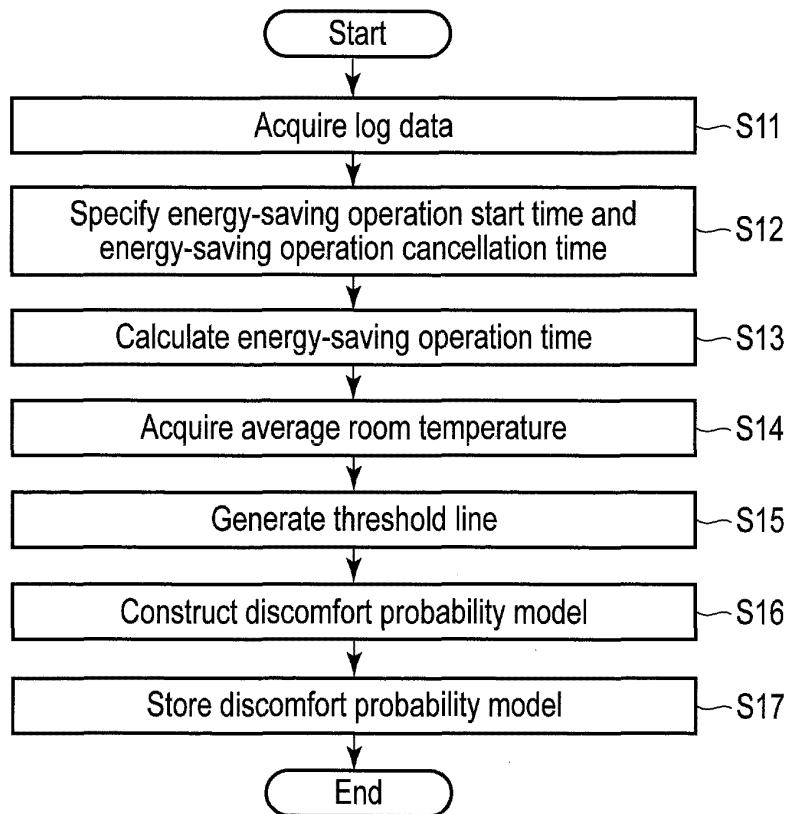 Start
Acquire log data
S11
Specify energy-saving operation start time and
energy-saving operation cancellation time
S12
Calculate energy-saving operation time
S13
Acquire average room temperature
S14
Generate threshold line
S15
Construct discomfort probability model
S16
Store discomfort probability model
S17
End